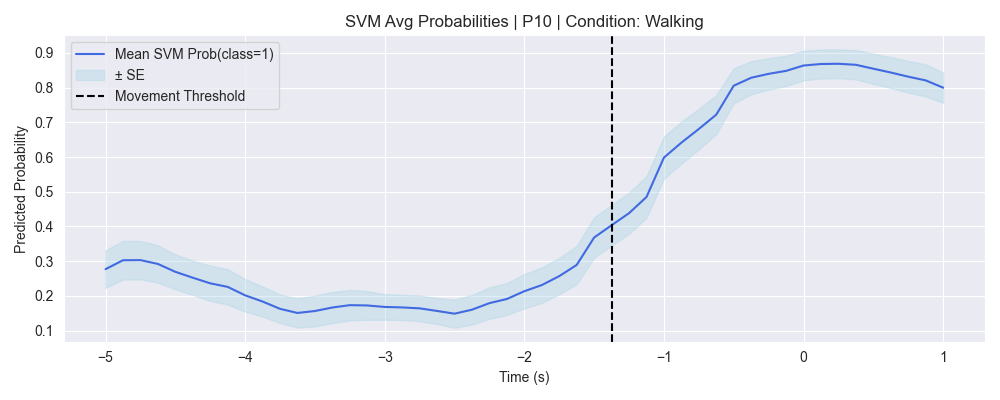 SVM Avg Probabilities | P10 | Condition: Walking
Mean SVM Prob(class=1)
± SE
Movement Threshold
Predicted Probability
0.9
0.8
0.7
0.6
0.5
0.4
0.3
0.2
0.1
−5 −4 −3 −2 −1 0 1
Time (s)